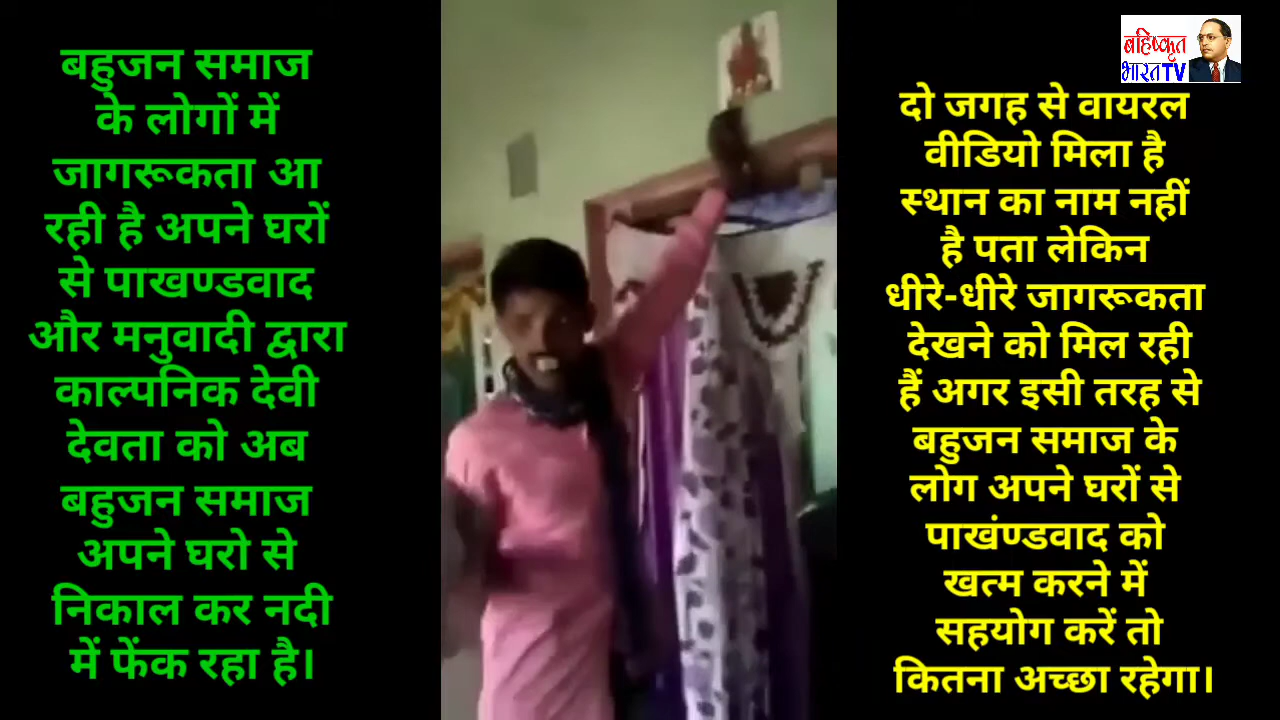 बहुजन समाज
के लोगों में
जागरूकता आ
रही है अपने घरों
से पाखण्डवाद
और मनुवादी द्वारा
काल्पनिक देवी
देवता को अब
बहुजन समाज
अपने घरो से
निकाल कर नदी
में फेंक रहा है।
बहिष्कृत
भारत TV
दो जगह से वायरल
वीडियो मिला है
स्थान का नाम नहीं
है पता लेकिन
धीरे-धीरे जागरूकता
देखने को मिल रही
हैं अगर इसी तरह से
बहुजन समाज के
लोग अपने घरों से
पाखंण्डवाद को
खत्म करने में
सहयोग करें तो
कितना अच्छा रहेगा।